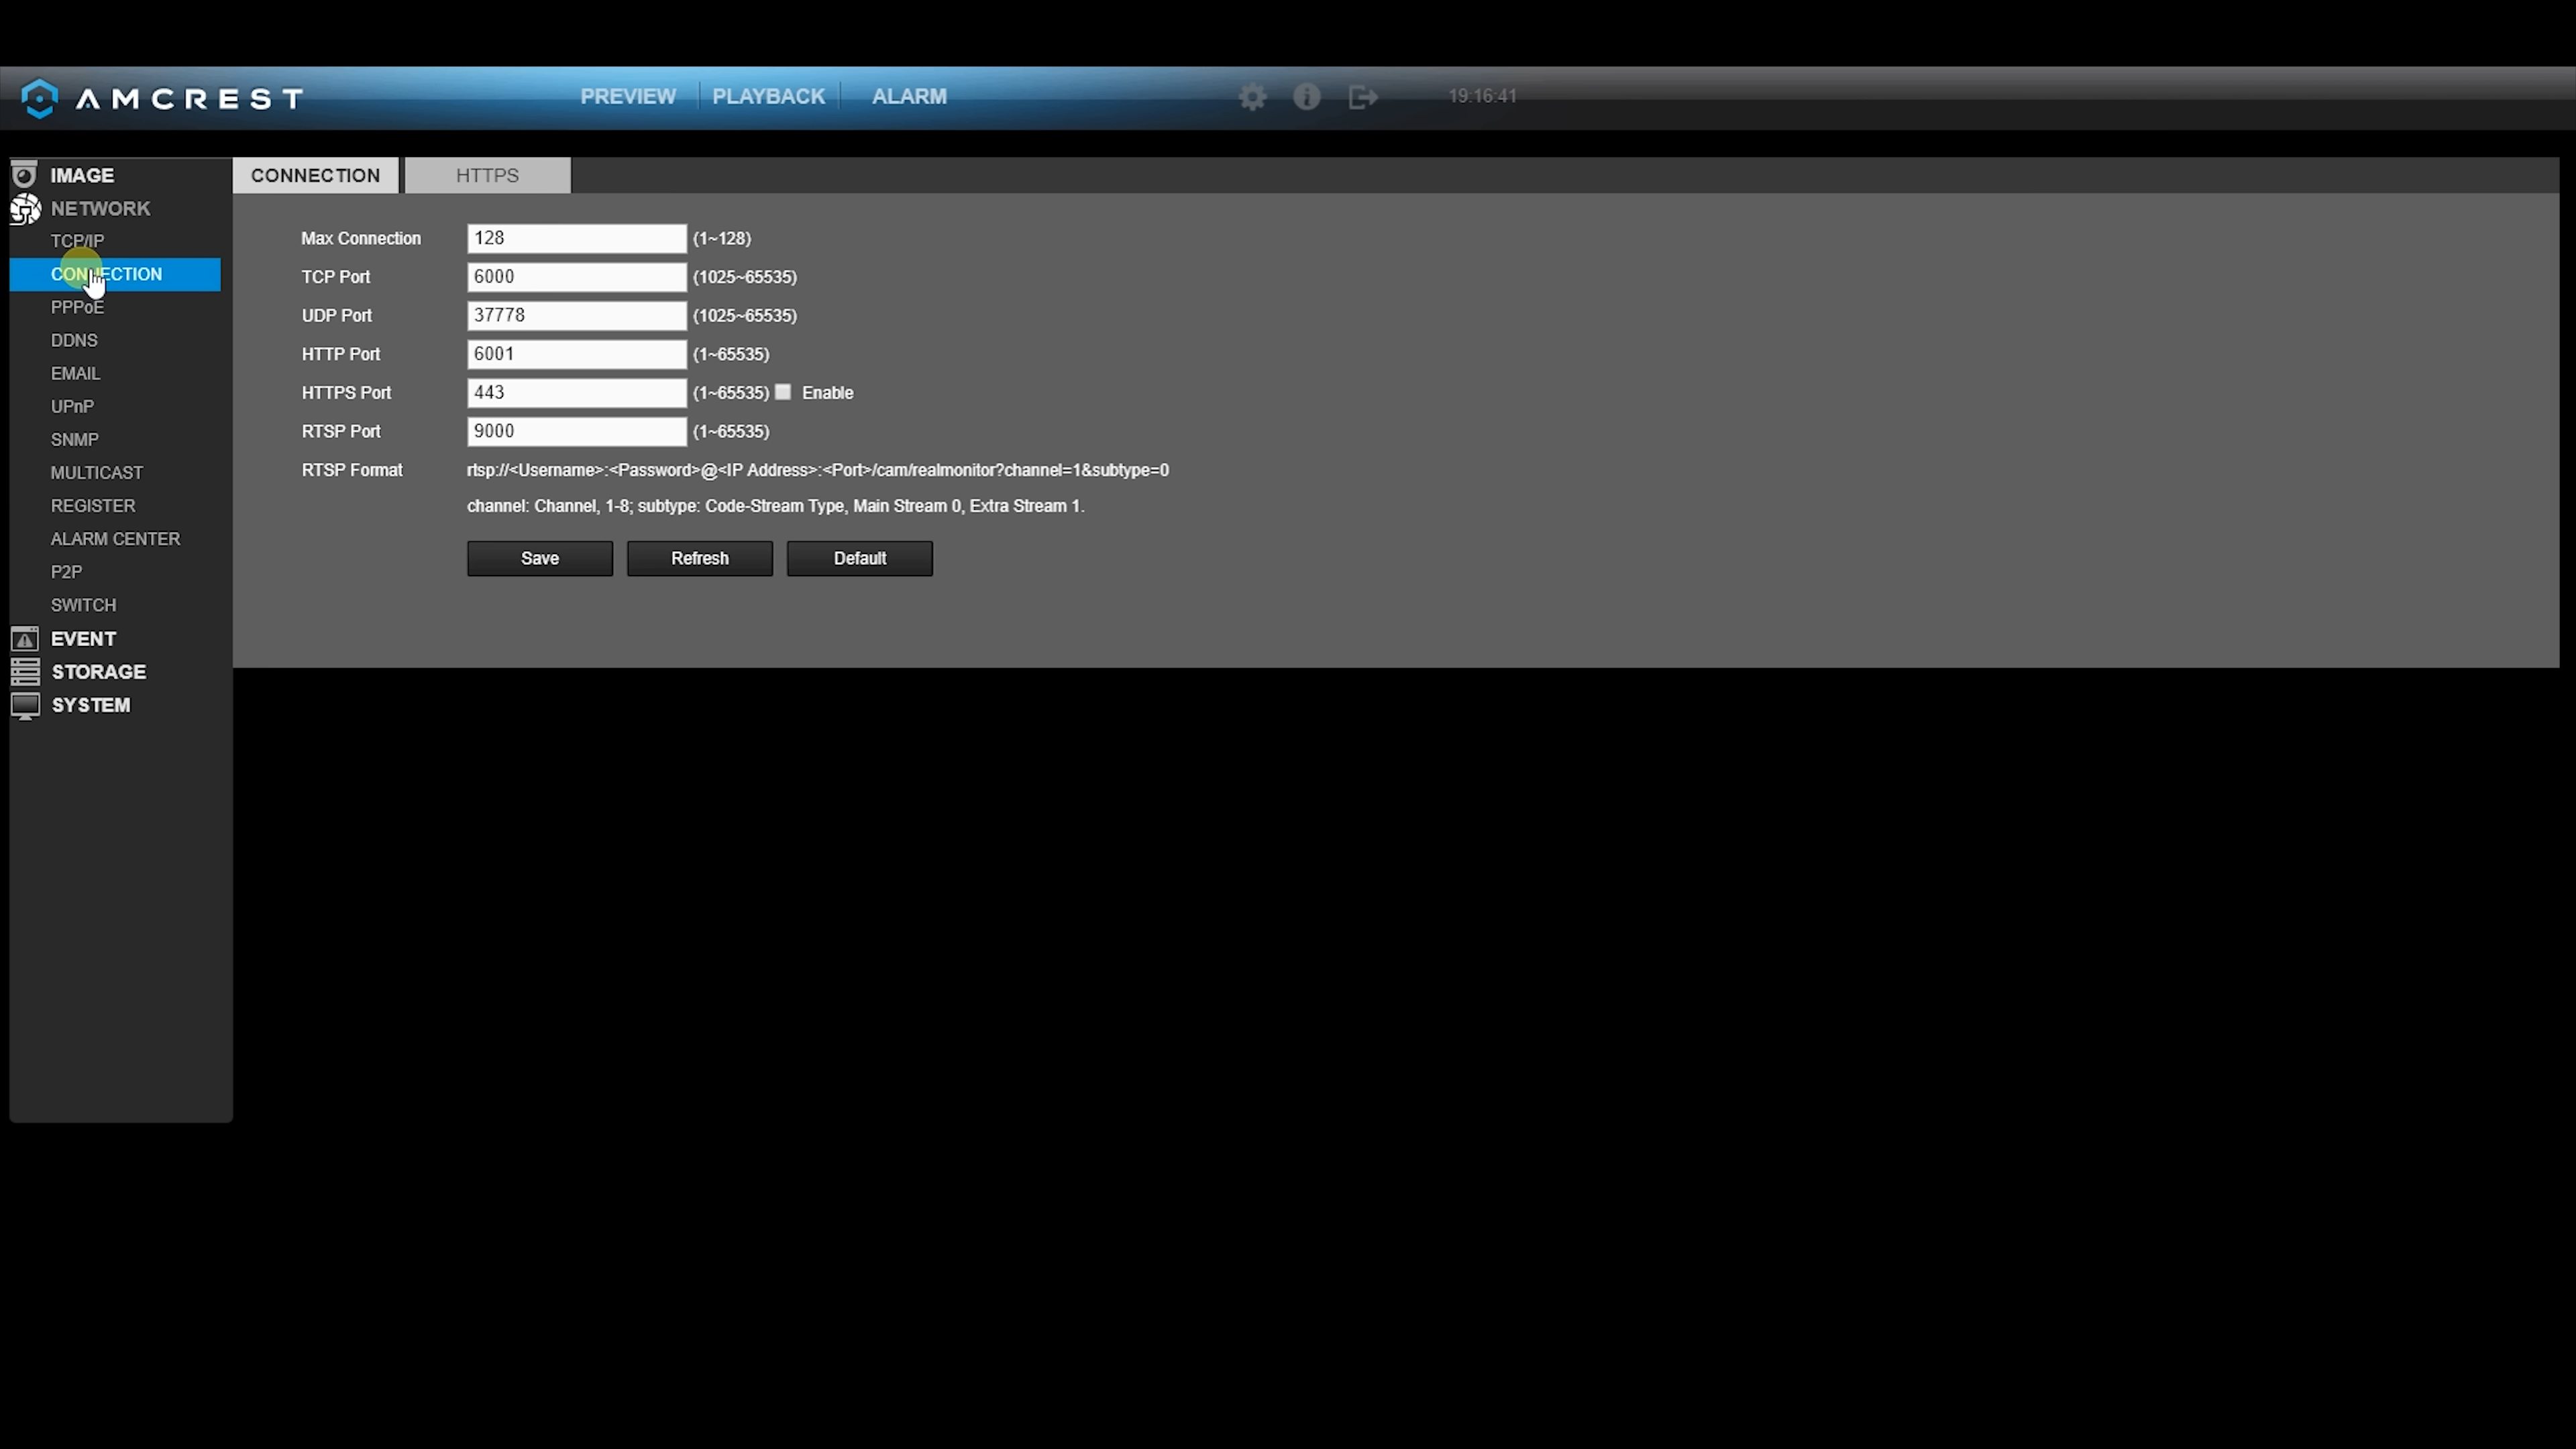 AMCREST
PREVIEW PLAYBACK ALARM 19:16:41
IMAGE
NETWORK
TCP/IP
CONNECTION
PPPoE
DDNS
EMAIL
UPnP
SNMP
MULTICAST
REGISTER
ALARM CENTER
P2P
SWITCH
EVENT
STORAGE
SYSTEM
CONNECTION HTTPS
Max Connection 128 (1~128)
TCP Port 6000 (1025~65535)
UDP Port 37778 (1025~65535)
HTTP Port 6001 (1~65535)
HTTPS Port 443 (1~65535) Enable
RTSP Port 9000 (1~65535)
RTSP Format rtsp://<Username>:<Password>@<IP Address>:<Port>/cam/realmonitor?channel=1&subtype=0
channel: Channel, 1-8; subtype: Code-Stream Type, Main Stream 0, Extra Stream 1.
Save Refresh Default